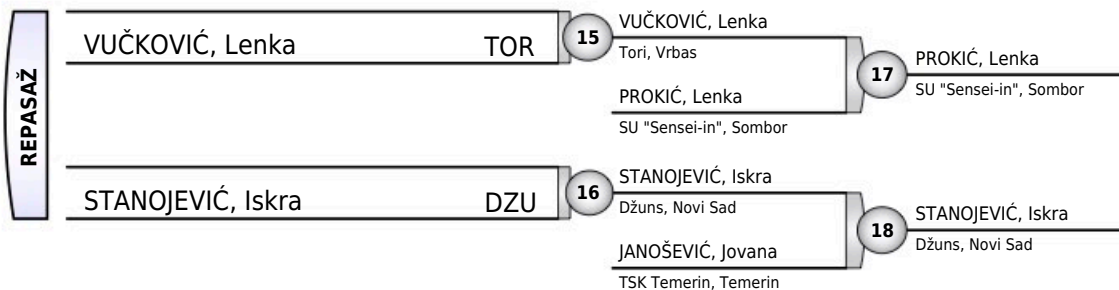 REPASAŽ
VUČKOVIĆ, Lenka TOR
15
VUČKOVIĆ, Lenka
Tori, Vrbas
PROKIĆ, Lenka
SU "Sensei-in", Sombor
17
PROKIĆ, Lenka
SU "Sensei-in", Sombor
STANOJEVIĆ, Iskra DZU
16
STANOJEVIĆ, Iskra
Džuns, Novi Sad
JANOŠEVIĆ, Jovana
TSK Temerin, Temerin
18
STANOJEVIĆ, Iskra
Džuns, Novi Sad